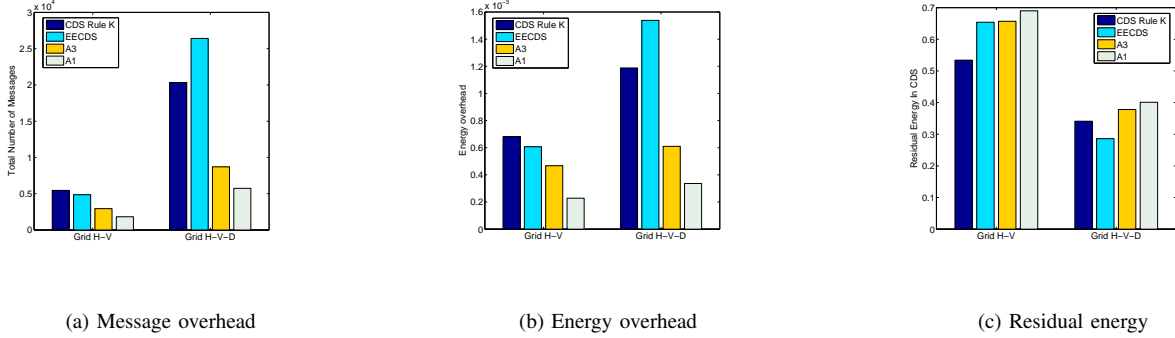 x 10^4
3
2.5
2
1.5
1
0.5
0
Total Number of Messages
CDS Rule K
EECDS
A3
A1
Grid H−V
Grid H−V−D
(a) Message overhead
x 10^-3
1.6
1.4
1.2
1
0.8
0.6
0.4
0.2
0
Energy overhead
CDS Rule K
EECDS
A3
A1
Grid H−V
Grid H−V−D
(b) Energy overhead
0.7
0.6
0.5
0.4
0.3
0.2
0.1
0
Residual Energy In CDS
CDS Rule K
EECDS
A3
A1
Grid H−V
Grid H−V−D
(c) Residual energy